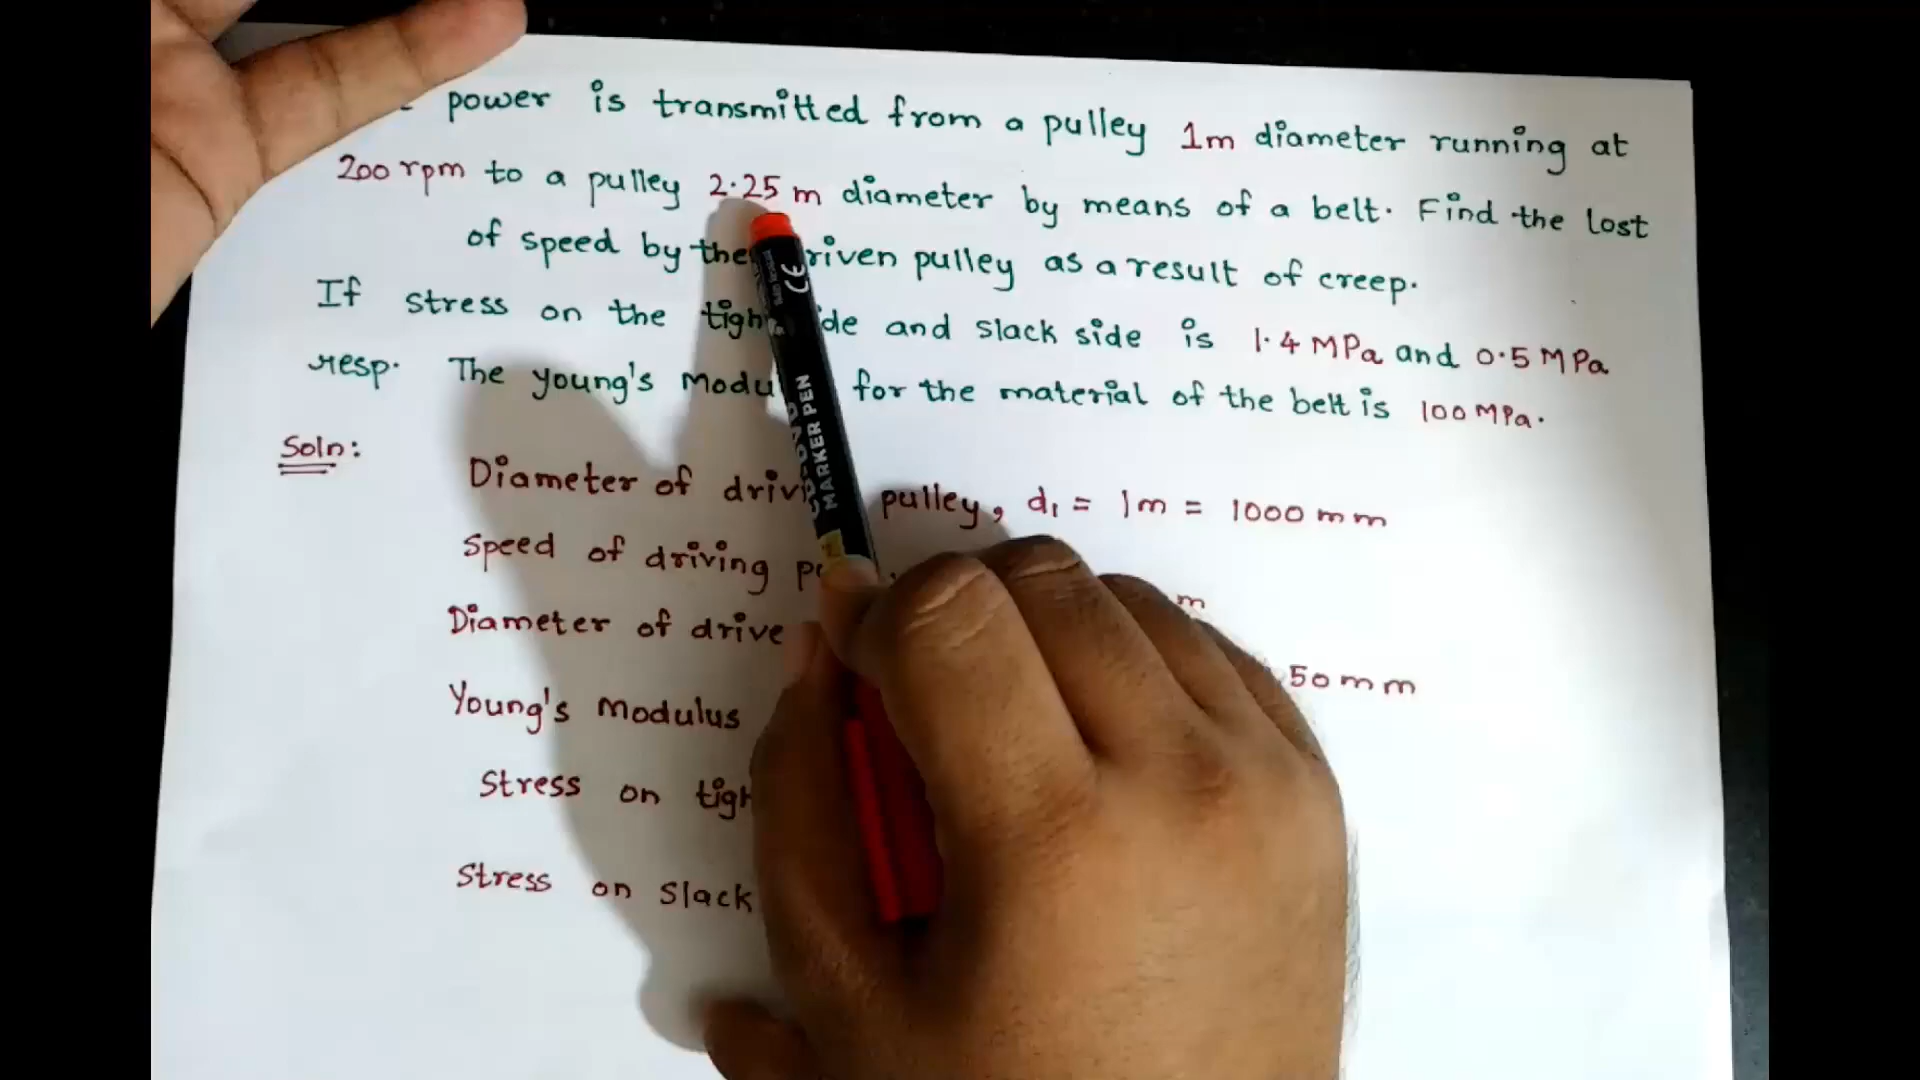 power is transmitted from a pulley 1m diameter running at
200 rpm to a pulley 2.25 m diameter by means of a belt. Find the lost
of speed by the riven pulley as a result of creep.
If stress on the tigh de and slack side is 1.4 MPa and 0.5 MPa
resp. The young's modu for the material of the belt is 100 MPa.
Soln:
Diameter of drivi pulley, d1 = 1m = 1000 mm
Speed of driving
Diameter of drive 50 mm
Young's Modulus
Stress on tigh
Stress on Slack
CE
MARKER PEN